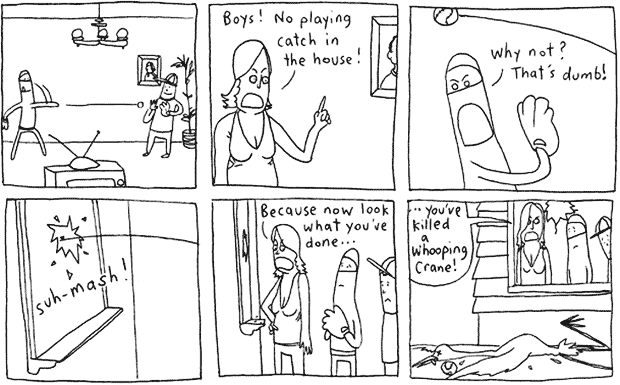 Boys! No playing
catch in
the house!
Why not?
That's dumb!
suh-mash!
Because now look
what you've
done...
...you've
killed
a
whooping
Crane!